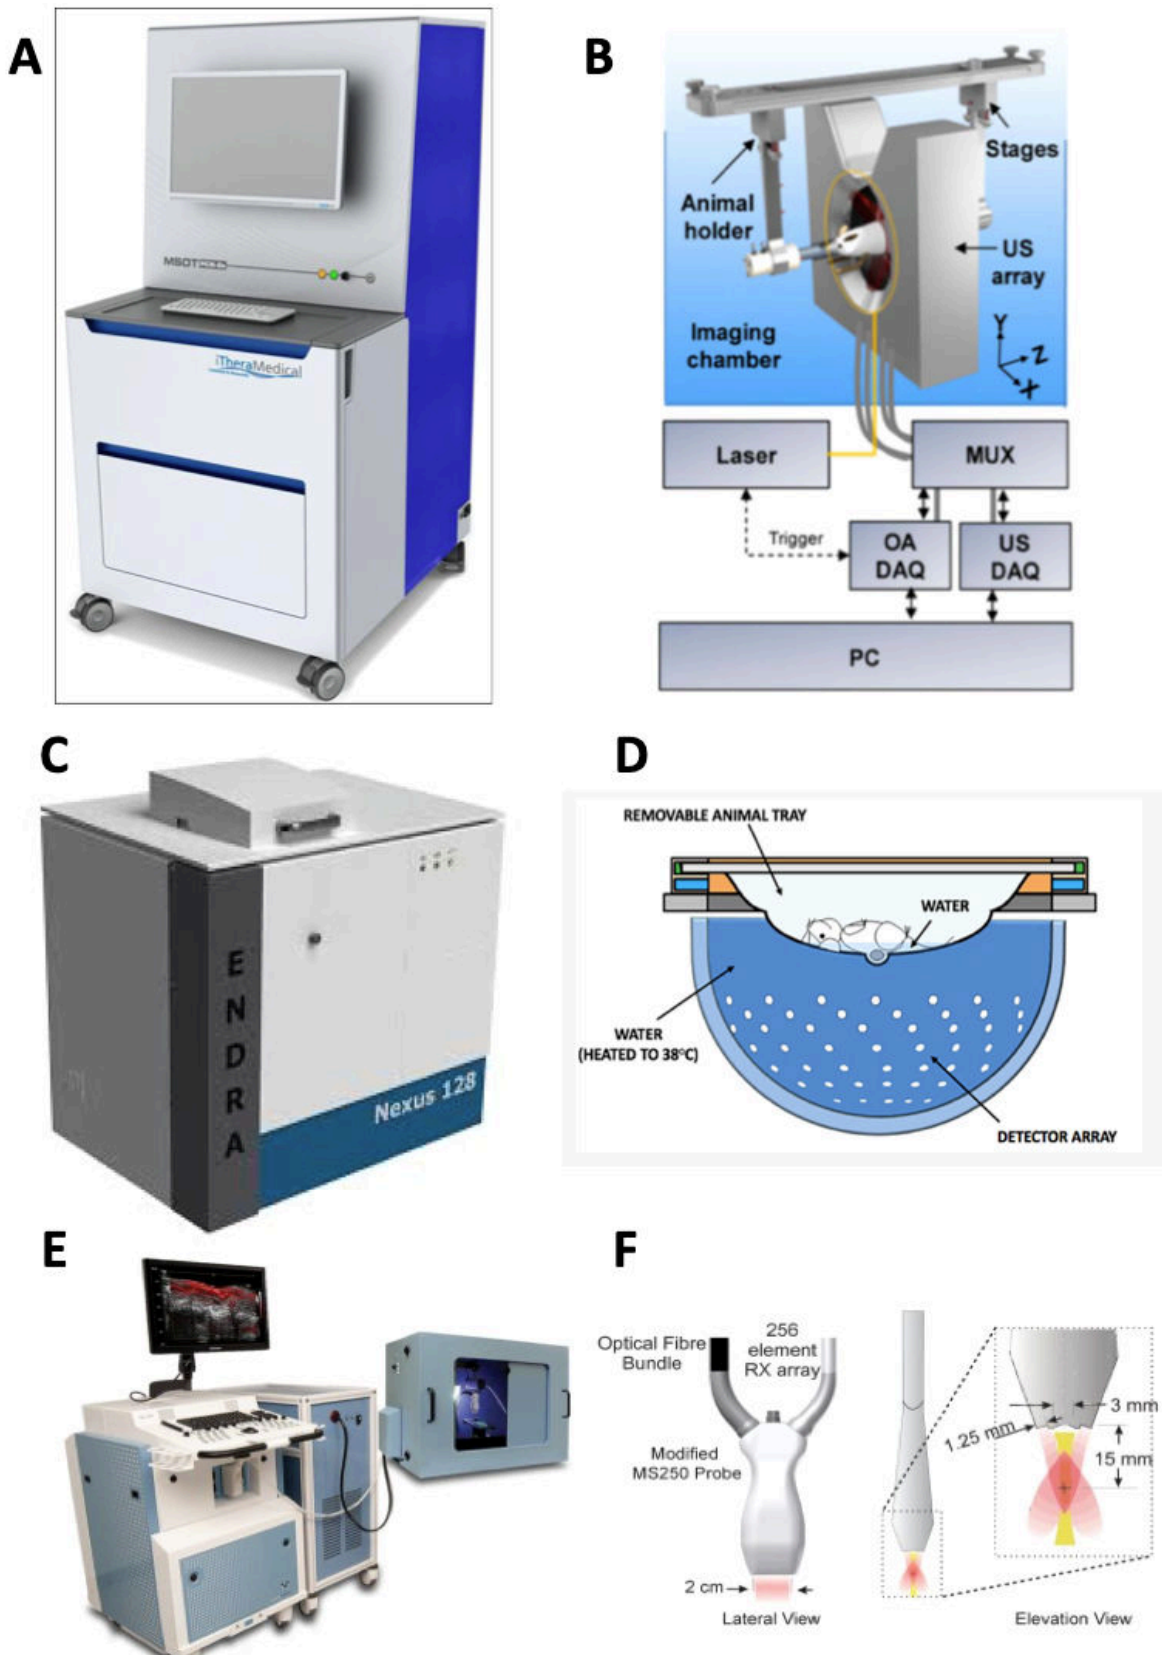 A
MSOT
iTheraMedical
B
Stages
Animal
holder
US
array
Imaging
chamber
Y
Z
X
Laser
MUX
Trigger
OA
DAQ
US
DAQ
PC
C
ENDRA
Nexus 128
D
REMOVABLE ANIMAL TRAY
WATER
WATER
(HEATED TO 38°C)
DETECTOR ARRAY
E
F
Optical Fibre
Bundle
256
element
RX array
Modified
MS250 Probe
2 cm
Lateral View
3 mm
1.25 mm
15 mm
Elevation View